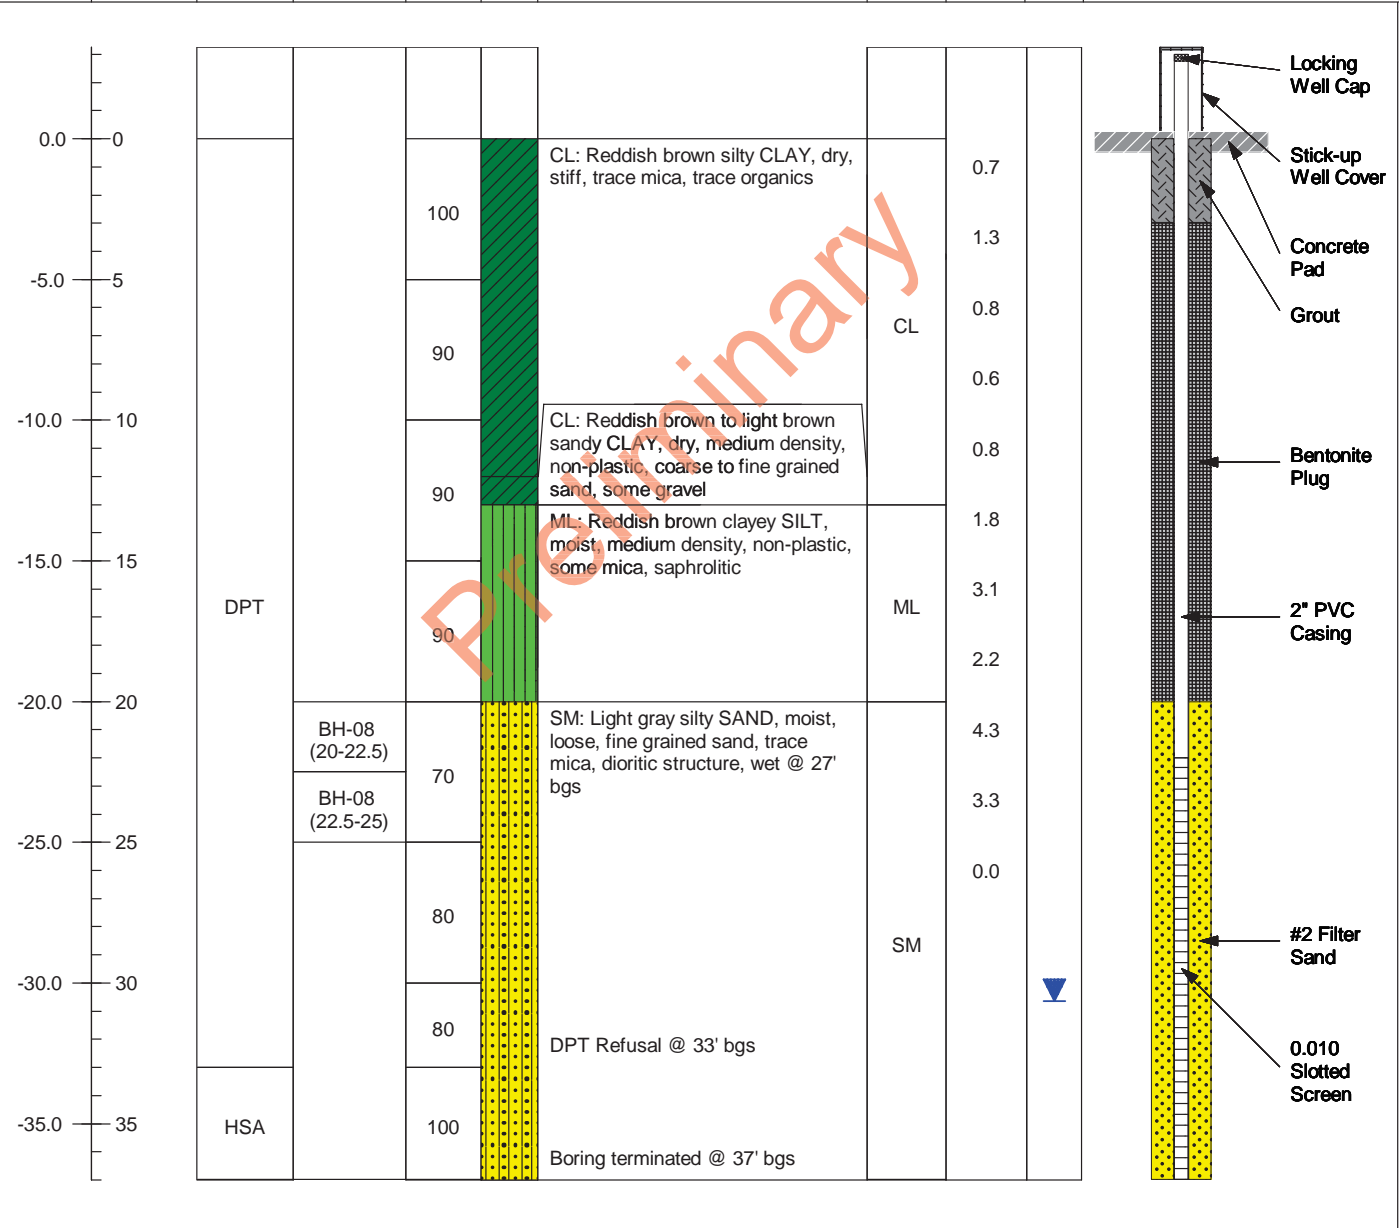 Locking
Well Cap
0.0
0
CL: Reddish brown silty CLAY, dry,
stiff, trace mica, trace organics
0.7
Stick-up
Well Cover
100
1.3
Concrete
Pad
-5.0
5
0.8
Grout
CL
90
0.6
-10.0
10
CL: Reddish brown to light brown
sandy CLAY, dry, medium density,
non-plastic, coarse to fine grained
sand, some gravel
0.8
Bentonite
Plug
90
ML: Reddish brown clayey SILT,
moist, medium density, non-plastic,
some mica, saphrolitic
1.8
-15.0
15
3.1
DPT
ML
2" PVC
Casing
90
2.2
Preliminary
-20.0
20
BH-08
(20-22.5)
SM: Light gray silty SAND, moist,
loose, fine grained sand, trace
mica, dioritic structure, wet @ 27'
bgs
4.3
70
BH-08
(22.5-25)
3.3
-25.0
25
0.0
80
SM
#2 Filter
Sand
-30.0
30
80
DPT Refusal @ 33' bgs
0.010
Slotted
Screen
-35.0
35
HSA
100
Boring terminated @ 37' bgs